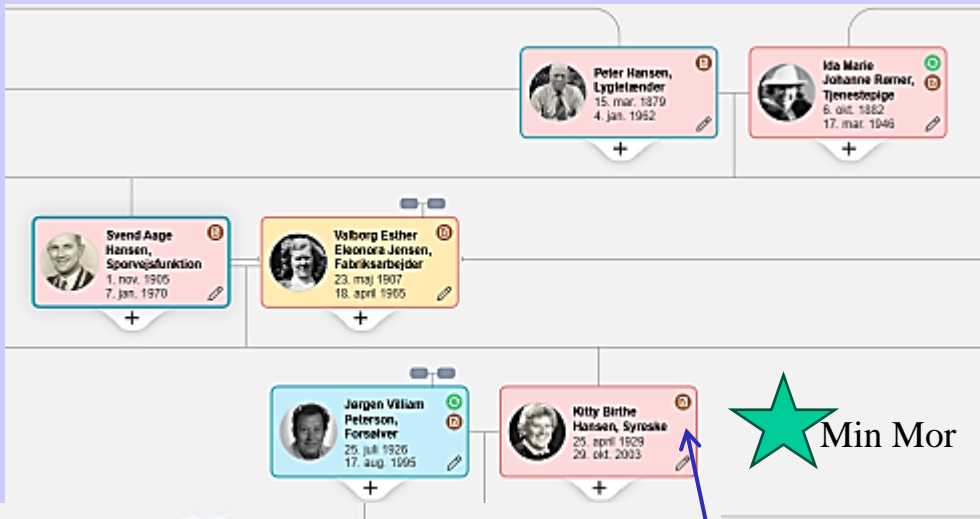 Peter Hansen,
Lygtetænder
15. mar. 1879
4. jan. 1962
Ida Marie
Johanne Rømer,
Tjenestepige
6. okt. 1882
17. mar. 1946
Svend Aage
Hansen,
Sporvejsfunktion
1. nov. 1905
7. jan. 1970
Valborg Esther
Eleonora Jensen,
Fabriksarbejder
23. maj 1907
18. april 1965
Jørgen Villiam
Peterson,
Forsølver
25. juli 1926
17. aug. 1995
Kitty Birthe
Hansen, Syerske
25. april 1929
29. okt. 2003
Min Mor